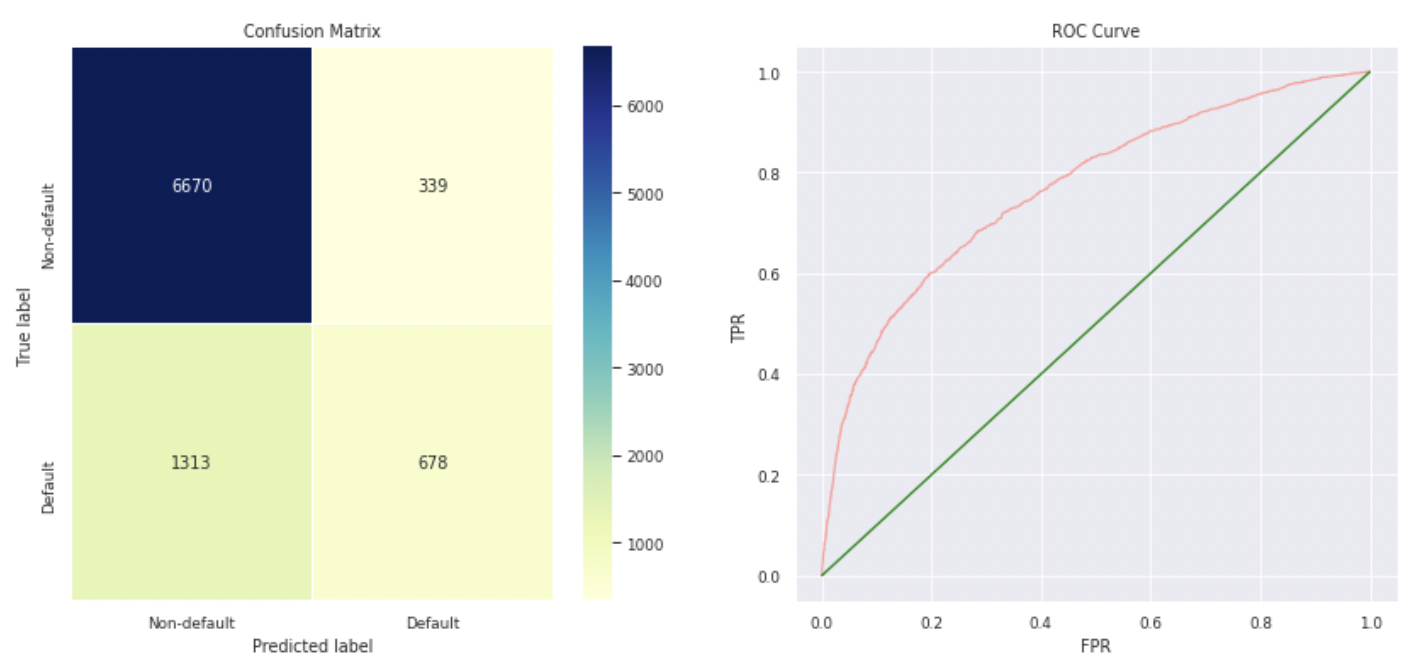 Confusion Matrix
6670
339
1313
678
Non-default
Default
True label
Non-default
Default
Predicted label
6000
5000
4000
3000
2000
1000
ROC Curve
1.0
0.8
0.6
0.4
0.2
0.0
TPR
0.0
0.2
0.4
0.6
0.8
1.0
FPR